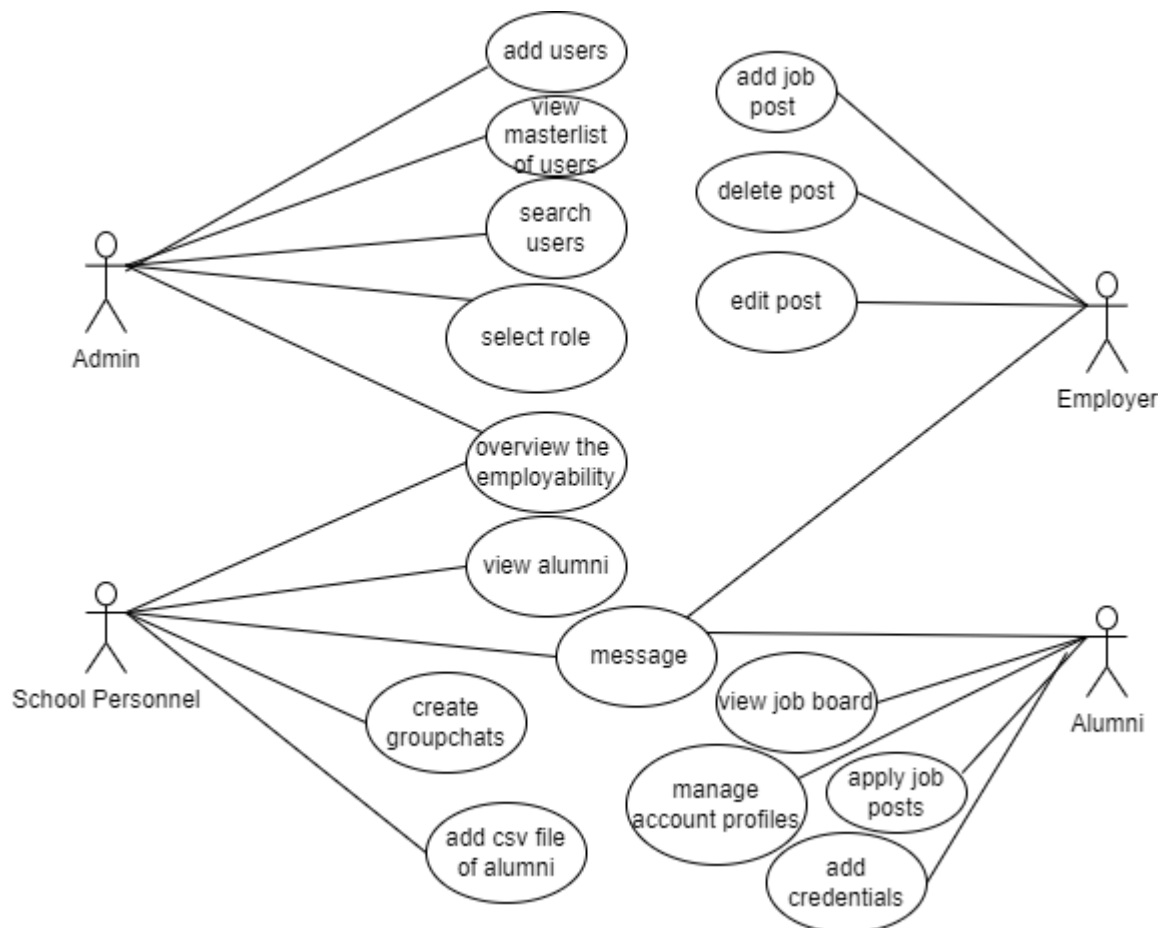 add users
view
masterlist
of users
search
users
select role
Admin
add job
post
delete post
edit post
Employer
overview the
employability
view alumni
message
School Personnel
create
groupchats
add csv file
of alumni
view job board
manage
account profiles
apply job
posts
add
credentials
Alumni